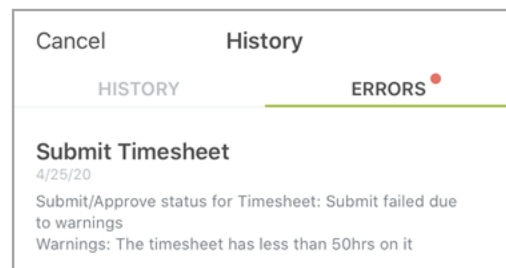 Cancel History
HISTORY ERRORS
Submit Timesheet
4/25/20
Submit/Approve status for Timesheet: Submit failed due
to warnings
Warnings: The timesheet has less than 50hrs on it